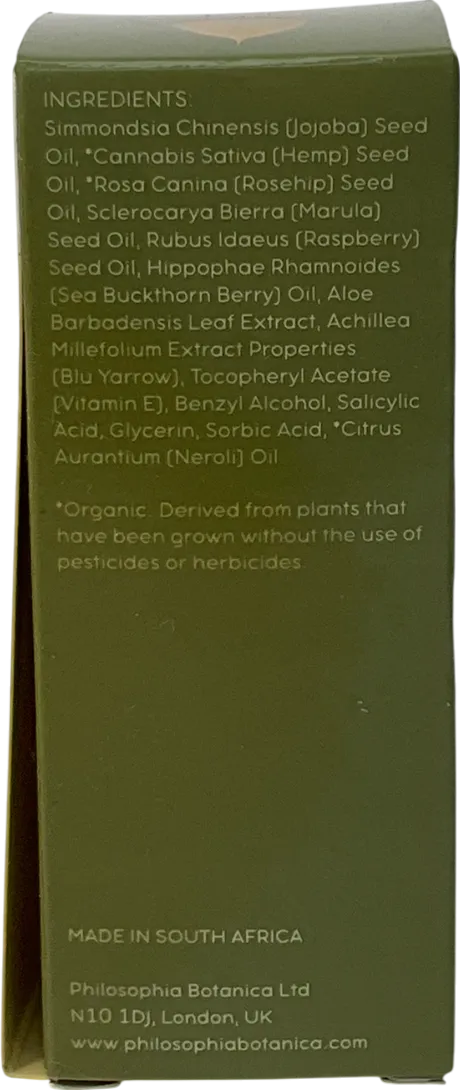 INGREDIENTS:
Simmondsia Chinensis (Jojoba) Seed
Oil, *Cannabis Sativa (Hemp) Seed
Oil, *Rosa Canina (Rosehip) Seed
Oil, Sclerocarya Bierra (Marula)
Seed Oil, Rubus Idaeus (Raspberry)
Seed Oil, Hippophae Rhamnoides
(Sea Buckthorn Berry) Oil, Aloe
Barbadensis Leaf Extract, Achillea
Millefolium Extract Properties
(Blu Yarrow), Tocopheryl Acetate
(Vitamin E), Benzyl Alcohol, Salicylic
Acid, Glycerin, Sorbic Acid, *Citrus
Aurantium (Neroli) Oil
*Organic. Derived from plants that
have been grown without the use of
pesticides or herbicides.
MADE IN SOUTH AFRICA
Philosophia Botanica Ltd
N10 1DJ, London, UK
www.philosophiabotanica.com